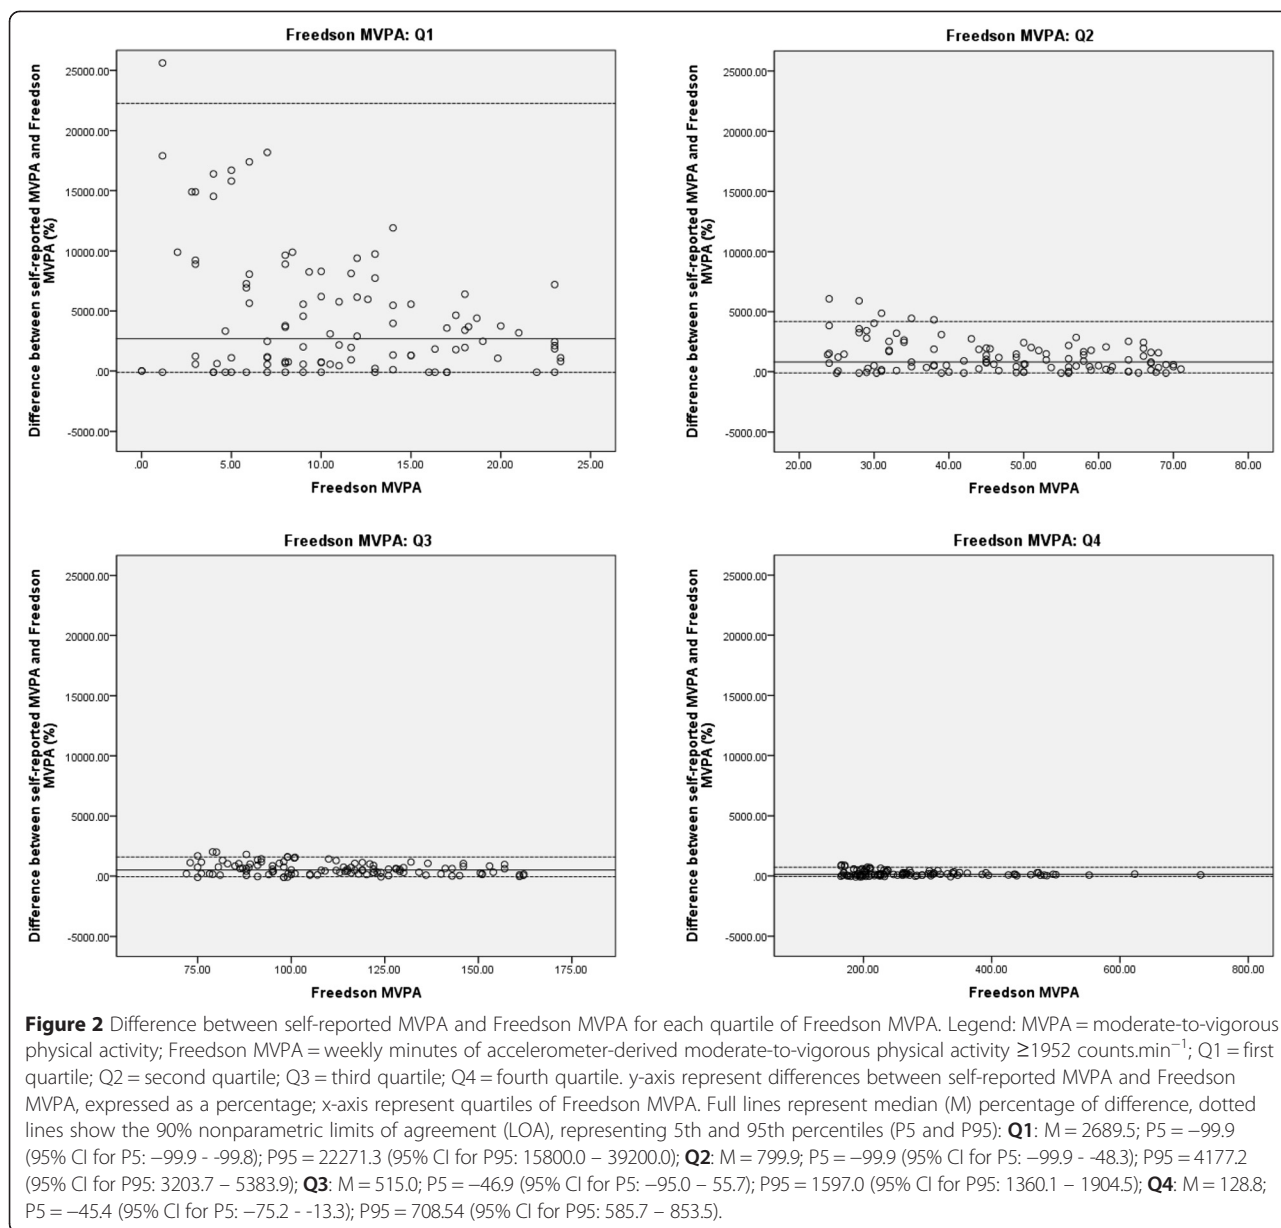 Freedson MVPA: Q1
Difference between self-reported MVPA and Freedson
MVPA (%)
25000.00
20000.00
15000.00
10000.00
5000.00
.00
-5000.00
.00 5.00 10.00 15.00 20.00 25.00
Freedson MVPA
Freedson MVPA: Q2
Difference between self-reported MVPA and Freedson
MVPA (%)
25000.00
20000.00
15000.00
10000.00
5000.00
.00
-5000.00
20.00 30.00 40.00 50.00 60.00 70.00 80.00
Freedson MVPA
Freedson MVPA: Q3
Difference between self-reported MVPA and Freedson
MVPA (%)
25000.00
20000.00
15000.00
10000.00
5000.00
.00
-5000.00
75.00 100.00 125.00 150.00 175.00
Freedson MVPA
Freedson MVPA: Q4
Difference between self-reported MVPA and Freedson
MVPA (%)
25000.00
20000.00
15000.00
10000.00
5000.00
.00
-5000.00
200.00 400.00 600.00 800.00
Freedson MVPA
Figure 2 Difference between self-reported MVPA and Freedson MVPA for each quartile of Freedson MVPA. Legend: MVPA = moderate-to-vigorous
physical activity; Freedson MVPA = weekly minutes of accelerometer-derived moderate-to-vigorous physical activity ≥1952 counts.min⁻¹; Q1 = first
quartile; Q2 = second quartile; Q3 = third quartile; Q4 = fourth quartile. y-axis represent differences between self-reported MVPA and Freedson
MVPA, expressed as a percentage; x-axis represent quartiles of Freedson MVPA. Full lines represent median (M) percentage of difference, dotted
lines show the 90% nonparametric limits of agreement (LOA), representing 5th and 95th percentiles (P5 and P95): Q1: M = 2689.5; P5 = −99.9
(95% CI for P5: −99.9 - -99.8); P95 = 22271.3 (95% CI for P95: 15800.0 – 39200.0); Q2: M = 799.9; P5 = −99.9 (95% CI for P5: −99.9 - -48.3); P95 = 4177.2
(95% CI for P95: 3203.7 – 5383.9); Q3: M = 515.0; P5 = −46.9 (95% CI for P5: −95.0 – 55.7); P95 = 1597.0 (95% CI for P95: 1360.1 – 1904.5); Q4: M = 128.8;
P5 = −45.4 (95% CI for P5: −75.2 - -13.3); P95 = 708.54 (95% CI for P95: 585.7 – 853.5).